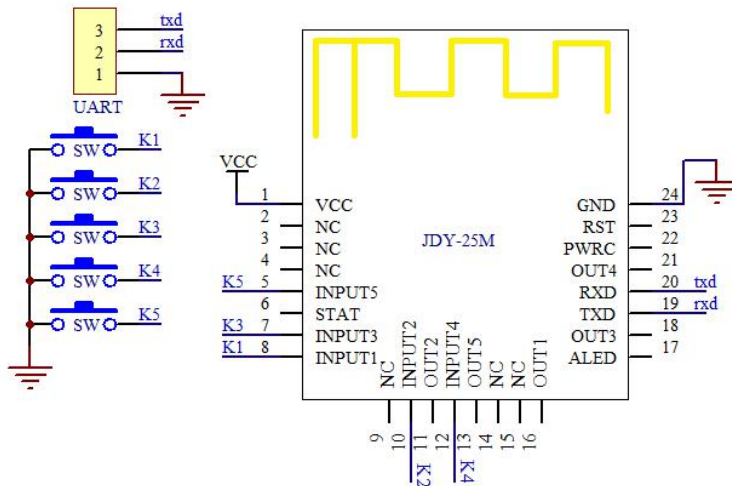 3 txd
2 rxd
1
UART
SW K1
SW K2
SW K3
SW K4
SW K5
VCC
JDY-25M
1 VCC
2 NC
3 NC
4 NC
K5 5 INPUT5
6 STAT
K3 7 INPUT3
K1 8 INPUT1
GND 24
RST 23
PWRC 22
OUT4 21
RXD 20 txd
TXD 19 rxd
OUT3 18
ALED 17
NC 9
INPUT2 10 K2
OUT2 11
INPUT4 12 K4
OUT5 13
NC 14
NC 15
OUT1 16